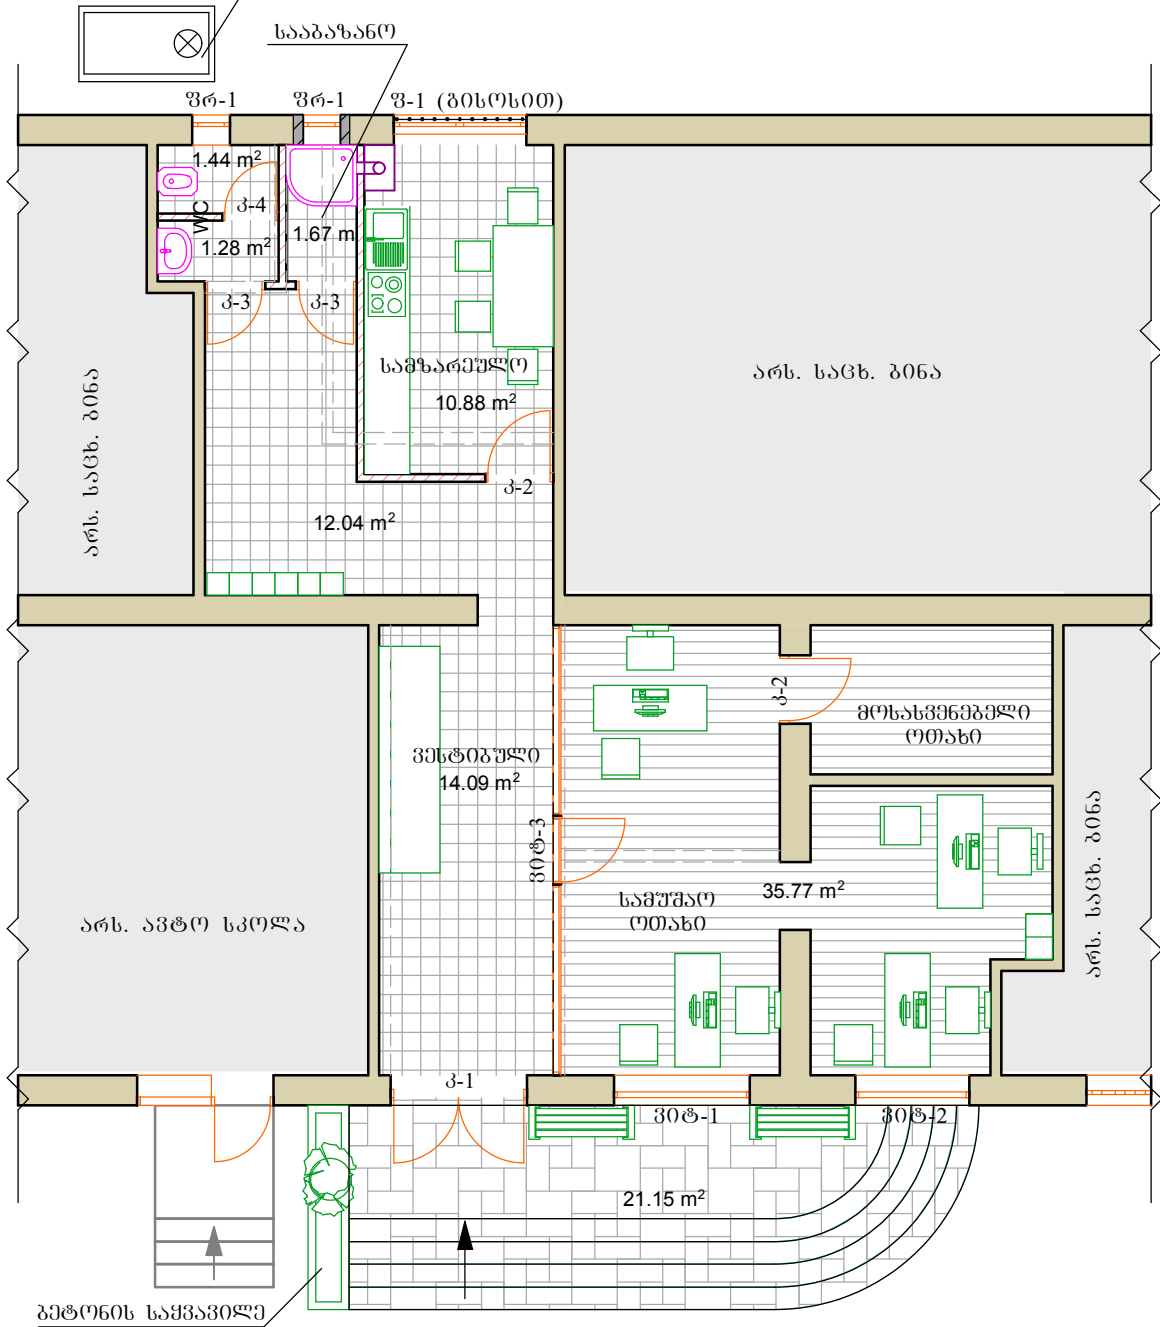 სააბაზანო
ფრ-1
ფრ-1
ფ-1 (გისოსით)
1.44 m²
კ-4
WC
1.28 m²
1.67 m
კ-3
კ-3
სამზარეულო
10.88 m²
კ-2
12.04 m²
არს. საცხ. ბინა
არს. საცხ. ბინა
კ-2
მოსასვენებელი
ოთახი
ვესტიბული
14.09 m²
ვიტ-3
სამუშაო
ოთახი
35.77 m²
არს. ავტო სკოლა
არს. საცხ. ბინა
კ-1
ვიტ-1
ვიტ-2
21.15 m²
ბეტონის საყვავილე